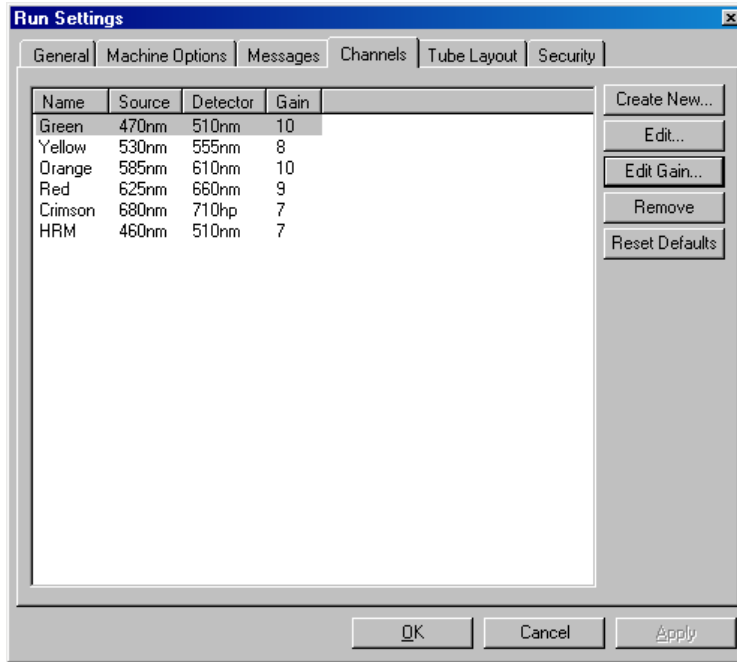 Run Settings
General Machine Options Messages Channels Tube Layout Security
Name Source Detector Gain
Green 470nm 510nm 10
Yellow 530nm 555nm 8
Orange 585nm 610nm 10
Red 625nm 660nm 9
Crimson 680nm 710hp 7
HRM 460nm 510nm 7
Create New...
Edit...
Edit Gain...
Remove
Reset Defaults
OK Cancel Apply